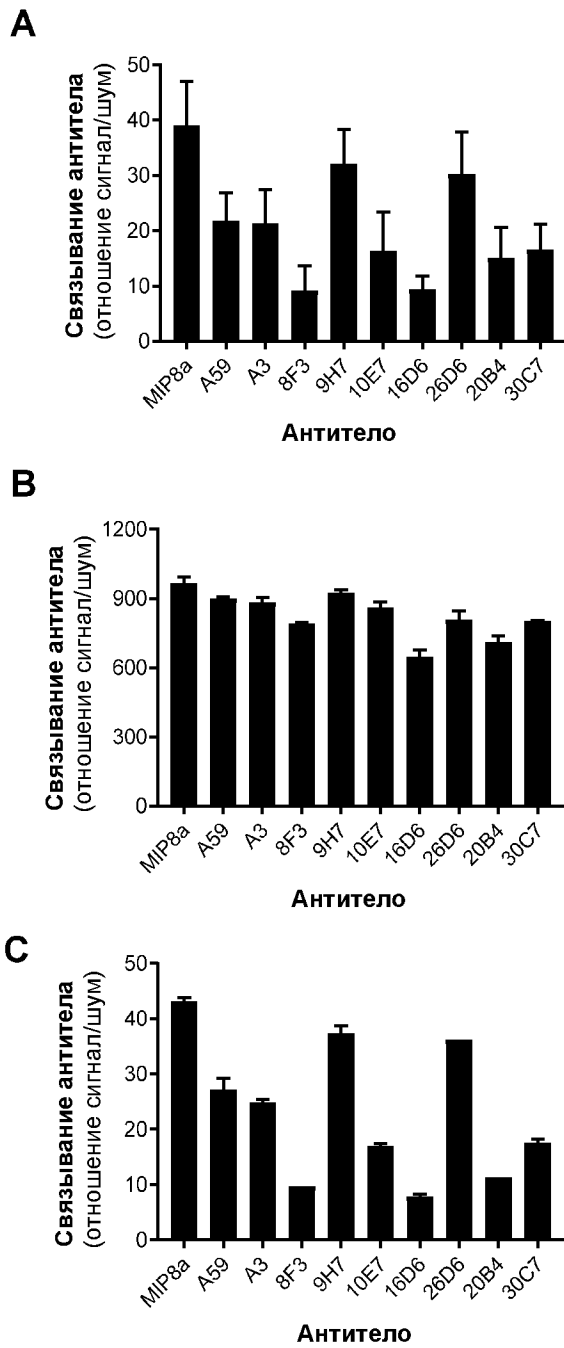 A
Связывание антитела
(отношение сигнал/шум)
50
40
30
20
10
0
MIP8a
A59
A3
8F3
9H7
10E7
16D6
26D6
20B4
30C7
Антитело
B
Связывание антитела
(отношение сигнал/шум)
1200
900
600
300
0
MIP8a
A59
A3
8F3
9H7
10E7
16D6
26D6
20B4
30C7
Антитело
C
Связывание антитела
(отношение сигнал/шум)
50
40
30
20
10
0
MIP8a
A59
A3
8F3
9H7
10E7
16D6
26D6
20B4
30C7
Антитело